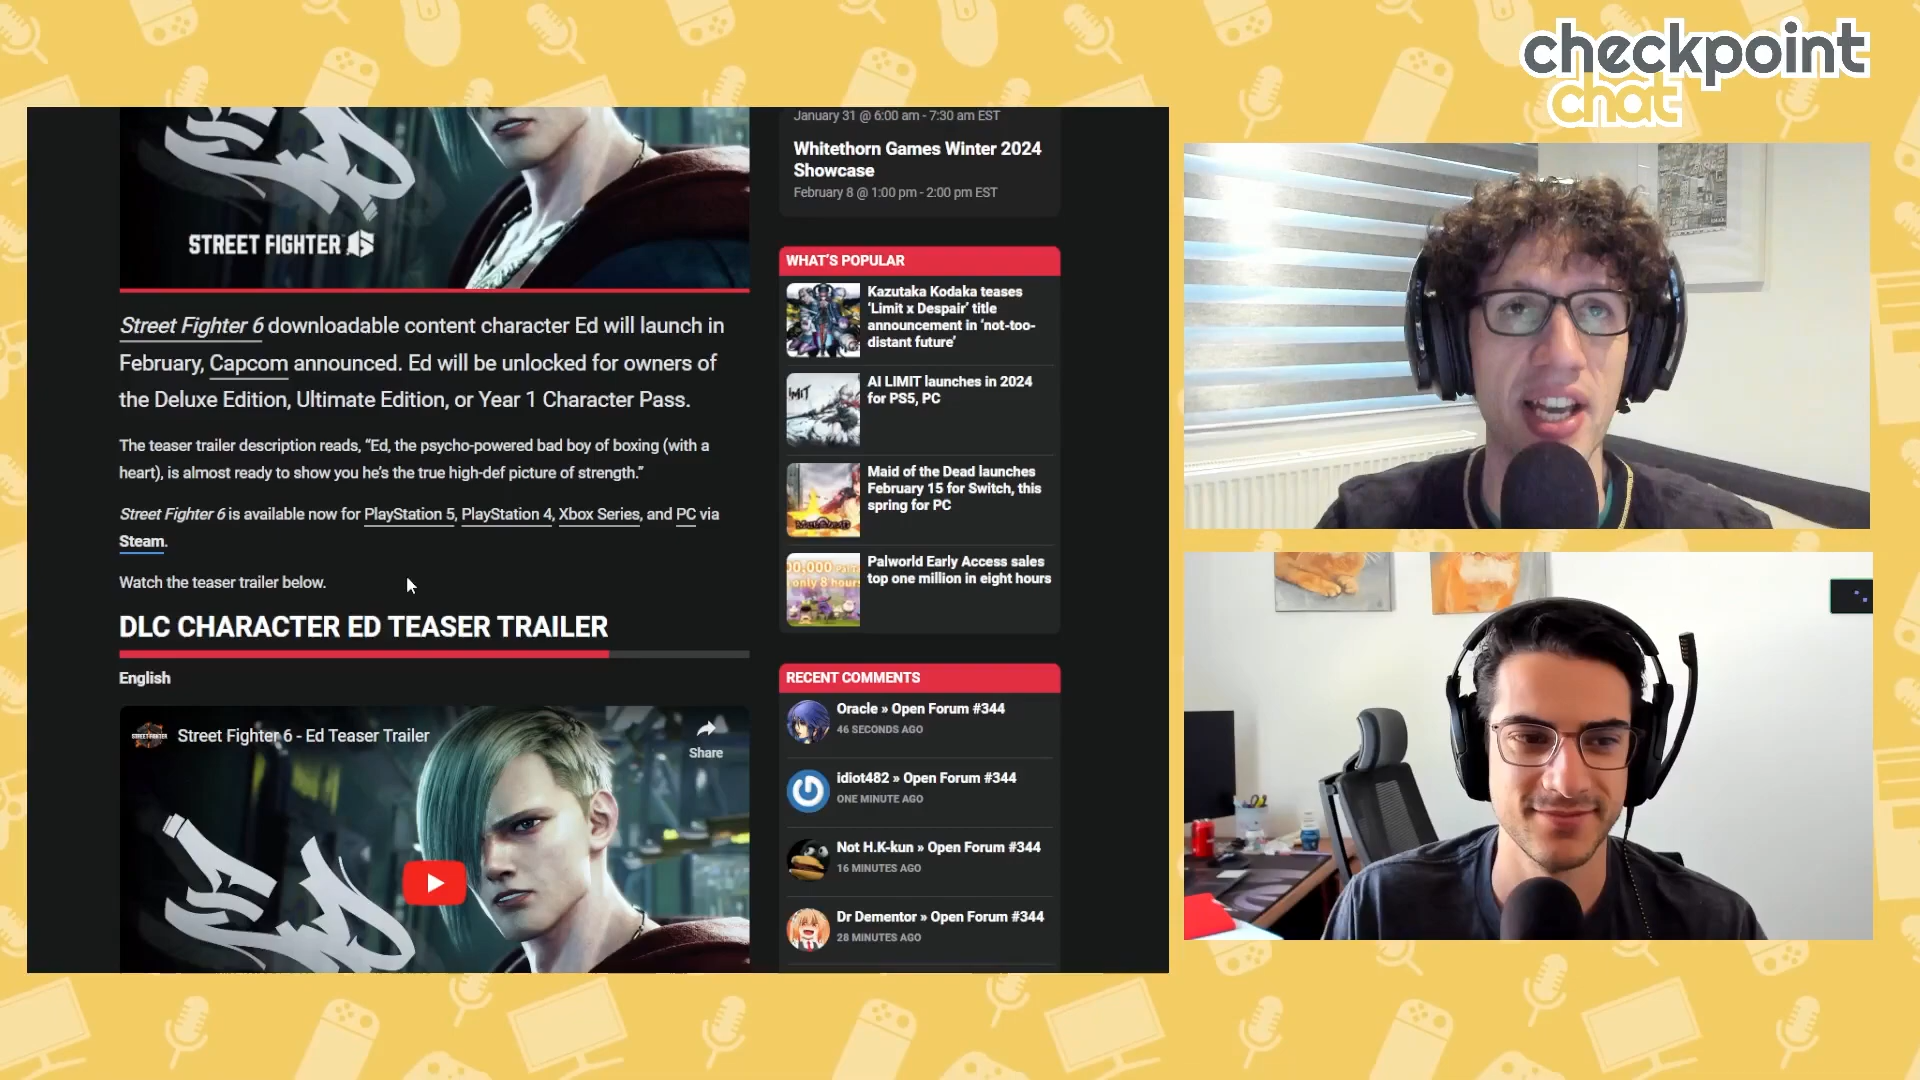 checkpoint
chat
STREET FIGHTER 6
Street Fighter 6 downloadable content character Ed will launch in
February, Capcom announced. Ed will be unlocked for owners of
the Deluxe Edition, Ultimate Edition, or Year 1 Character Pass.
The teaser trailer description reads, “Ed, the psycho-powered bad boy of boxing (with a
heart), is almost ready to show you he’s the true high-def picture of strength.”
Street Fighter 6 is available now for PlayStation 5, PlayStation 4, Xbox Series, and PC via
Steam.
Watch the teaser trailer below.
DLC CHARACTER ED TEASER TRAILER
English
Street Fighter 6 - Ed Teaser Trailer
Share
January 31 @ 6:00 am - 7:30 am EST
Whitethorn Games Winter 2024
Showcase
February 8 @ 1:00 pm - 2:00 pm EST
WHAT’S POPULAR
Kazutaka Kodaka teases
‘Limit x Despair’ title
announcement in ‘not-too-
distant future’
AI LIMIT launches in 2024
for PS5, PC
Maid of the Dead launches
February 15 for Switch, this
spring for PC
Palworld Early Access sales
top one million in eight hours
RECENT COMMENTS
Oracle » Open Forum #344
46 SECONDS AGO
idiot482 » Open Forum #344
ONE MINUTE AGO
Not H.K-kun » Open Forum #344
16 MINUTES AGO
Dr Dementor » Open Forum #344
28 MINUTES AGO